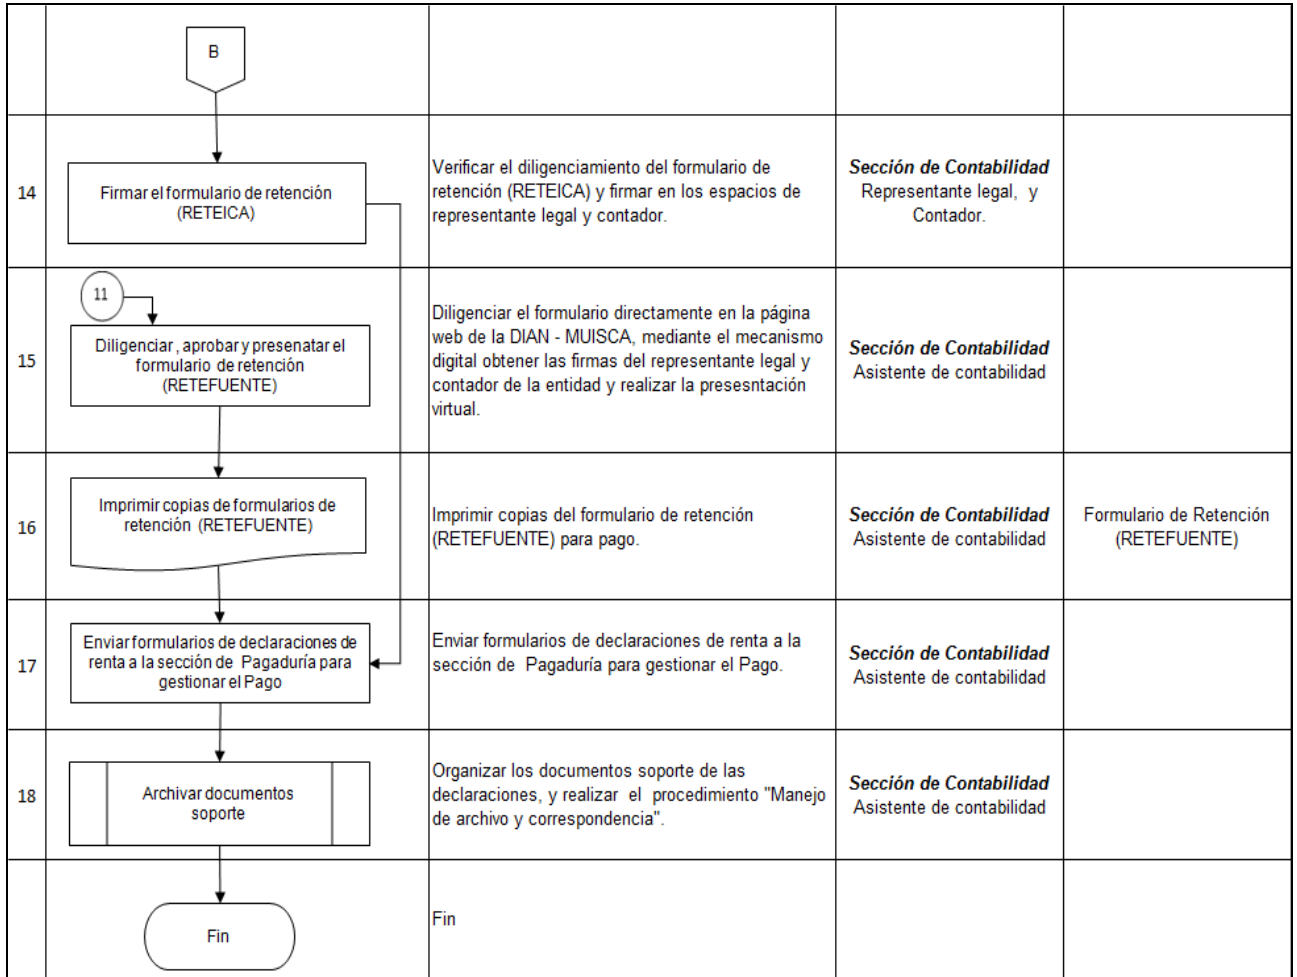 B
14
Firmar el formulario de retención
(RETEICA)
Verificar el diligenciamiento del formulario de
retención (RETEICA) y firmar en los espacios de
representante legal y contador.
Sección de Contabilidad
Representante legal, y
Contador.
11
15
Diligenciar , aprobar y presenatar el
formulario de retención
(RETEFUENTE)
Diligenciar el formulario directamente en la página
web de la DIAN - MUISCA, mediante el mecanismo
digital obtener las firmas del representante legal y
contador de la entidad y realizar la presesntación
virtual.
Sección de Contabilidad
Asistente de contabilidad
16
Imprimir copias de formularios de
retención (RETEFUENTE)
Imprimir copias del formulario de retención
(RETEFUENTE) para pago.
Sección de Contabilidad
Asistente de contabilidad
Formulario de Retención
(RETEFUENTE)
17
Enviar formularios de declaraciones de
renta a la sección de Pagaduría para
gestionar el Pago
Enviar formularios de declaraciones de renta a la
sección de Pagaduría para gestionar el Pago.
Sección de Contabilidad
Asistente de contabilidad
18
Archivar documentos
soporte
Organizar los documentos soporte de las
declaraciones, y realizar el procedimiento "Manejo
de archivo y correspondencia".
Sección de Contabilidad
Asistente de contabilidad
Fin
Fin